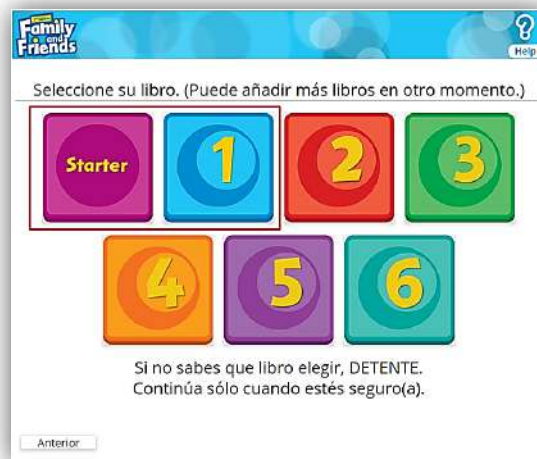 Family
and
Friends
Help
Seleccione su libro. (Puede añadir más libros en otro momento.)
Starter
1
2
3
4
5
6
Si no sabes que libro elegir, DETENTE.
Continúa sólo cuando estés seguro(a).
Anterior